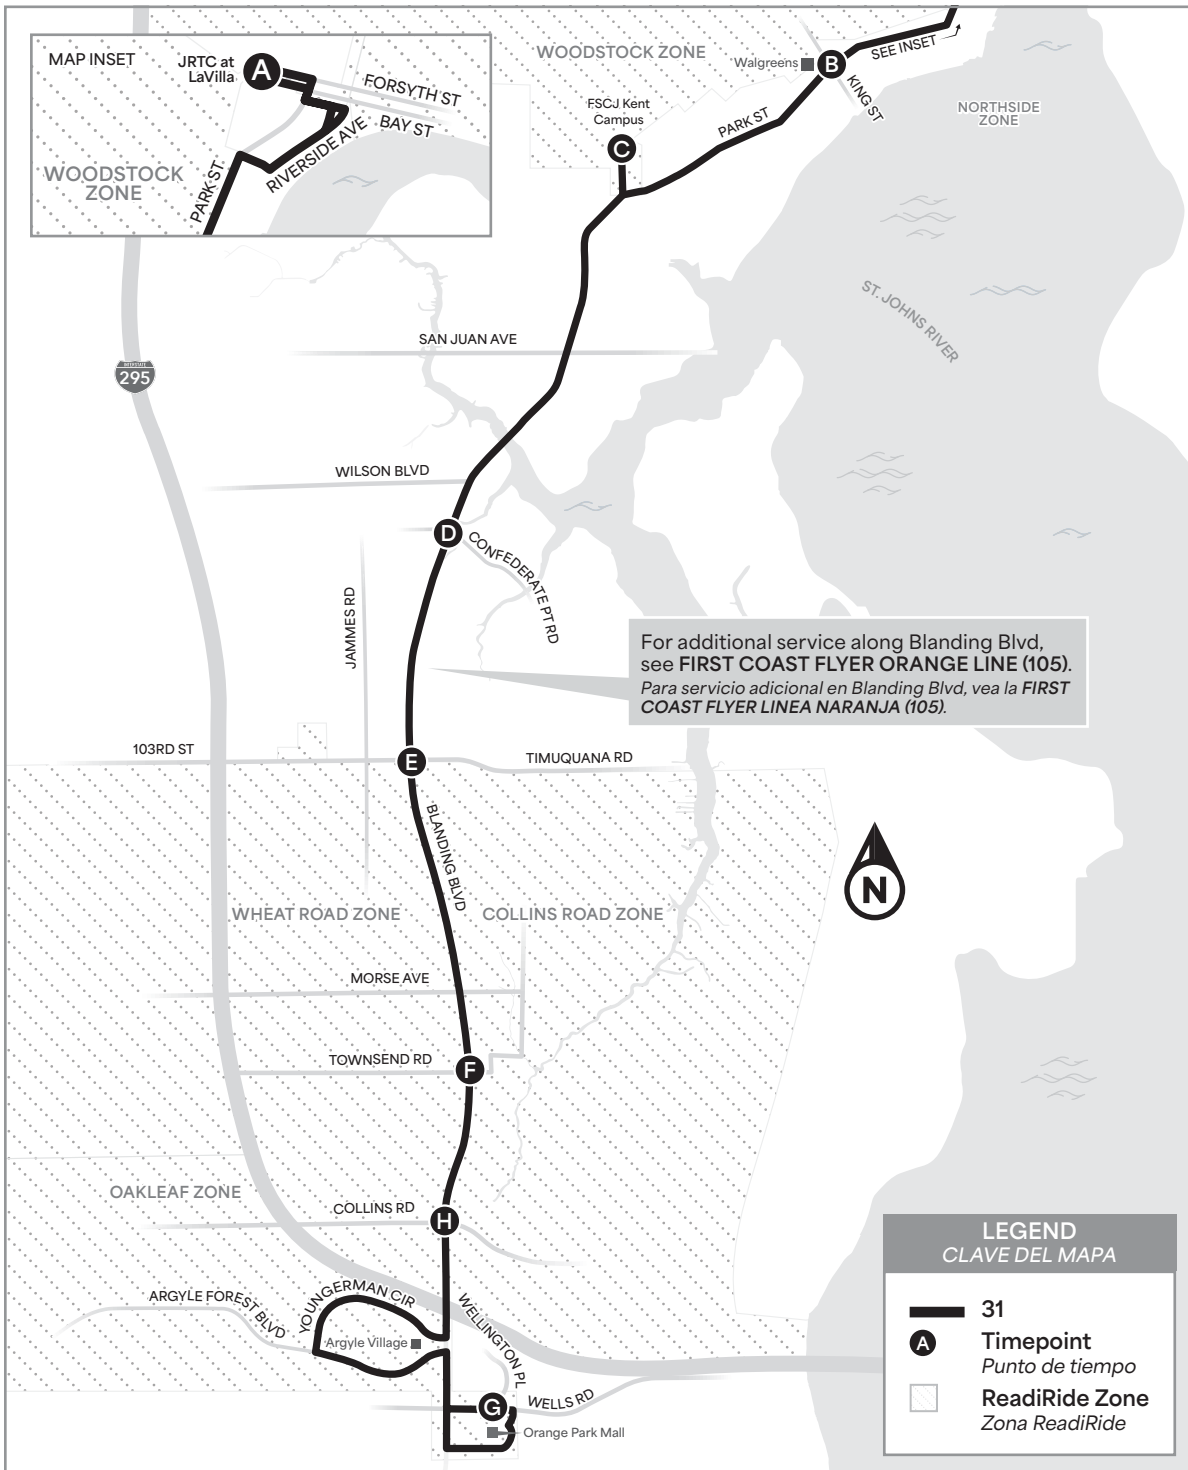 MAP INSET
JRTC at
LaVilla
A
FORSYTH ST
BAY ST
RIVERSIDE AVE
PARK ST
WOODSTOCK
ZONE
WOODSTOCK ZONE
Walgreens
B
SEE INSET
KING ST
FSCJ Kent
Campus
C
PARK ST
NORTHSIDE
ZONE
ST. JOHNS RIVER
SAN JUAN AVE
INTERSTATE
295
WILSON BLVD
D
CONFEDERATE PT RD
JAMMES RD
For additional service along Blanding Blvd,
see FIRST COAST FLYER ORANGE LINE (105).
Para servicio adicional en Blanding Blvd, vea la FIRST
COAST FLYER LINEA NARANJA (105).
103RD ST
E
TIMUQUANA RD
BLANDING BLVD
N
WHEAT ROAD ZONE
COLLINS ROAD ZONE
MORSE AVE
TOWNSEND RD
F
OAKLEAF ZONE
COLLINS RD
H
ARGYLE FOREST BLVD
YOUNGERMAN CIR
Argyle Village
WELLINGTON PL
G
WELLS RD
Orange Park Mall
LEGEND
CLAVE DEL MAPA
31
A
Timepoint
Punto de tiempo
ReadiRide Zone
Zona ReadiRide